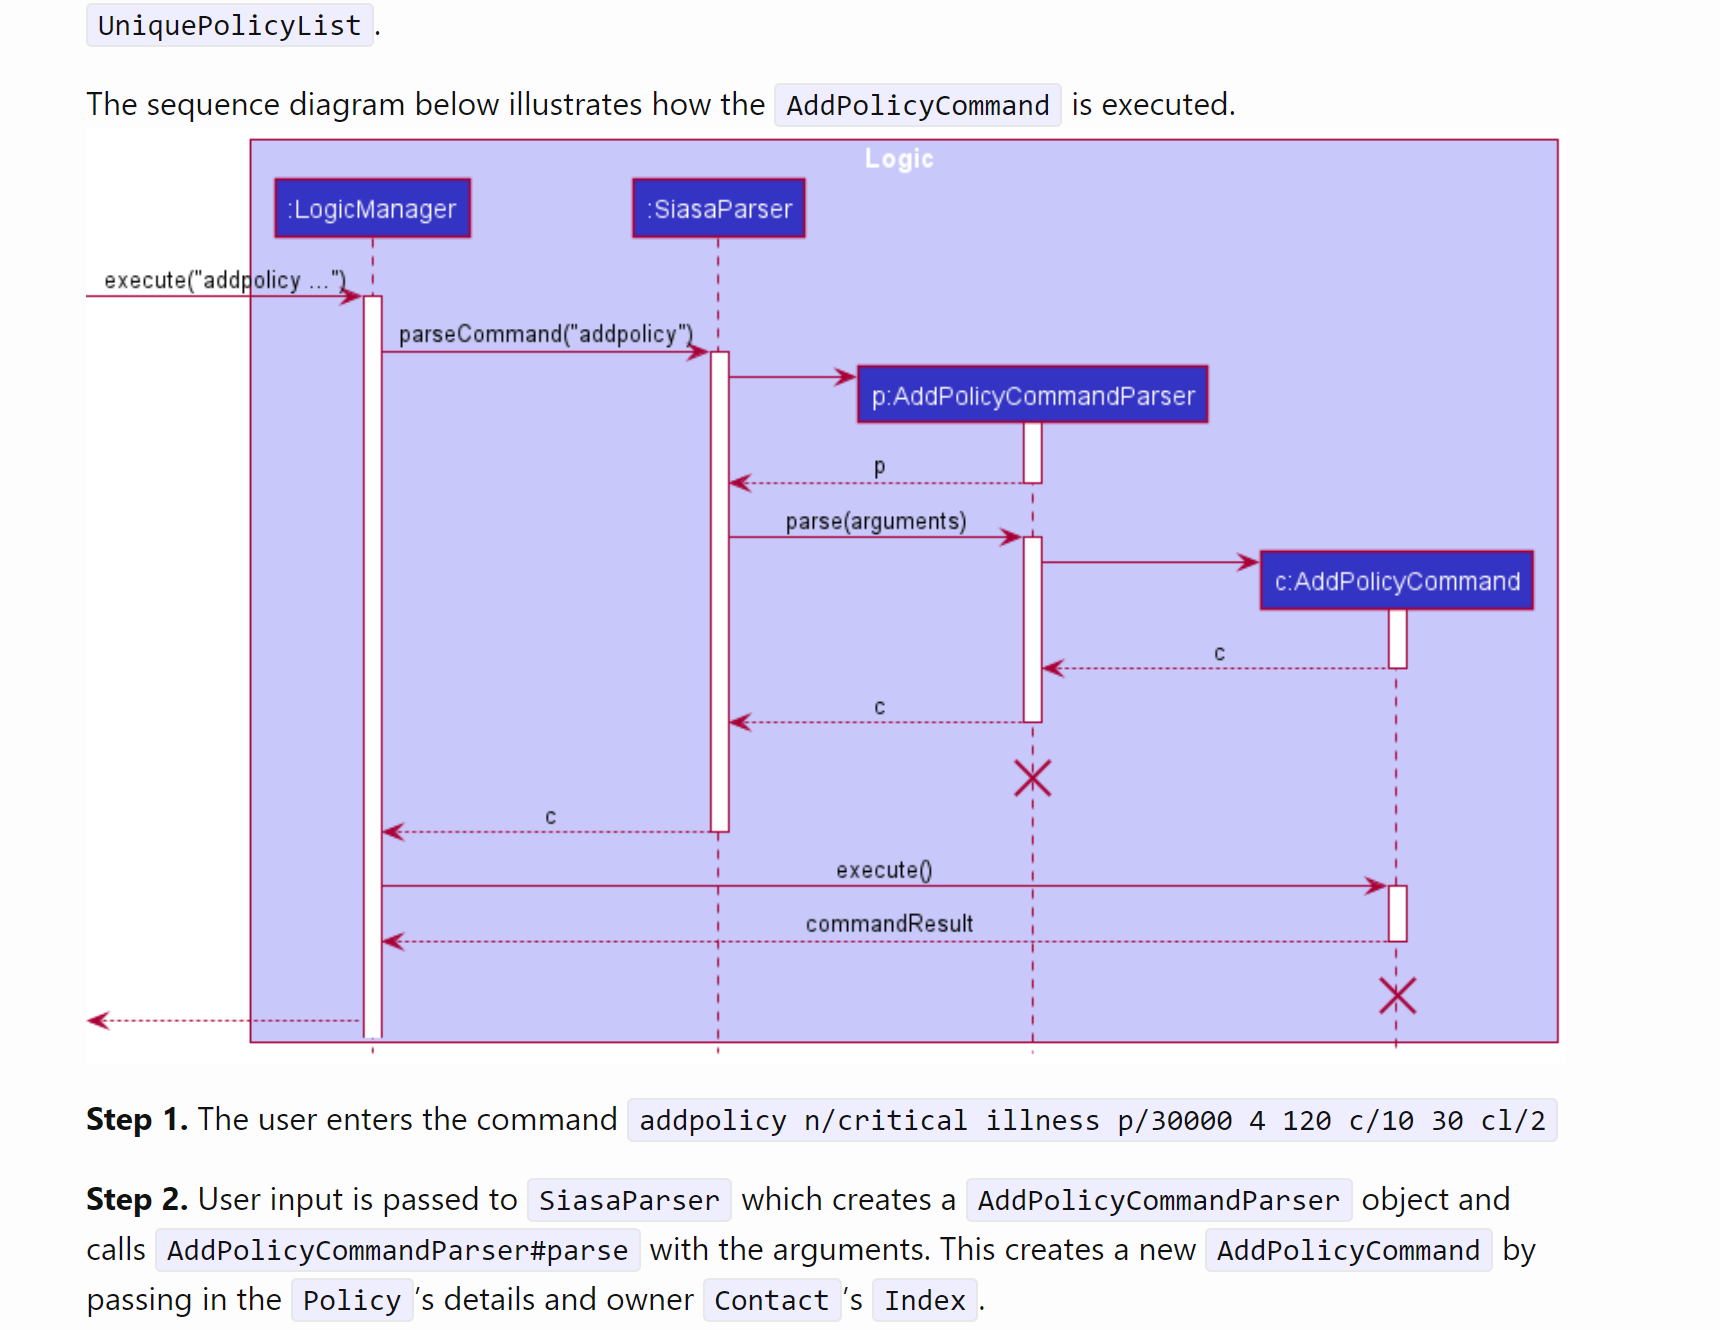 UniquePolicyList.
The sequence diagram below illustrates how the AddPolicyCommand is executed.
Logic
:LogicManager
:SiasaParser
execute("addpolicy ...")
parseCommand("addpolicy")
p:AddPolicyCommandParser
p
parse(arguments)
c:AddPolicyCommand
c
c
c
execute()
commandResult
Step 1. The user enters the command addpolicy n/critical illness p/30000 4 120 c/10 30 cl/2
Step 2. User input is passed to SiasaParser which creates a AddPolicyCommandParser object and
calls AddPolicyCommandParser#parse with the arguments. This creates a new AddPolicyCommand by
passing in the Policy’s details and owner Contact’s Index.